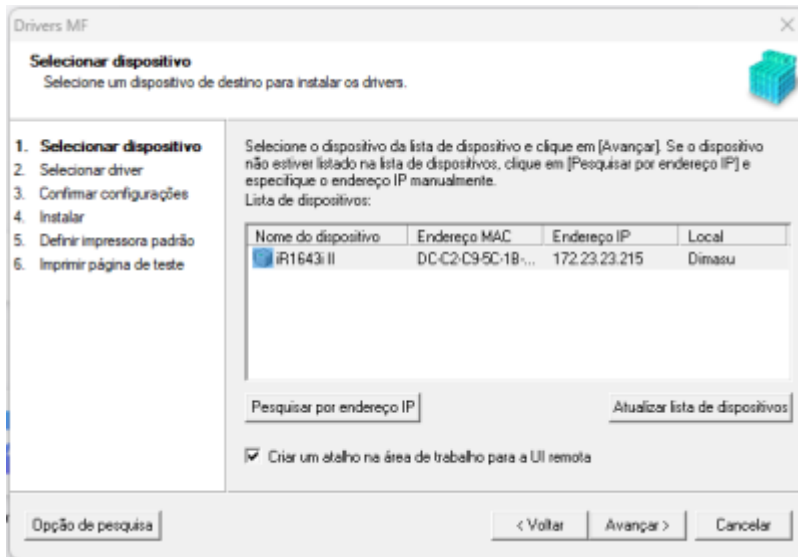 Drivers MF
Selecionar dispositivo
Selecione um dispositivo de destino para instalar os drivers.
1. Selecionar dispositivo
2. Selecionar driver
3. Confirmar configurações
4. Instalar
5. Definir impressora padrão
6. Imprimir página de teste
Selecione o dispositivo da lista de dispositivo e clique em [Avançar]. Se o dispositivo
não estiver listado na lista de dispositivos, clique em [Pesquisar por endereço IP] e
especifique o endereço IP manualmente.
Lista de dispositivos:
Nome do dispositivo Endereço MAC Endereço IP Local
iR1643i II DC-C2-C9-5C-1B-... 172.23.23.215 Dimasu
Pesquisar por endereço IP Atualizar lista de dispositivos
Criar um atalho na área de trabalho para a UI remota
Opção de pesquisa < Voltar Avançar > Cancelar